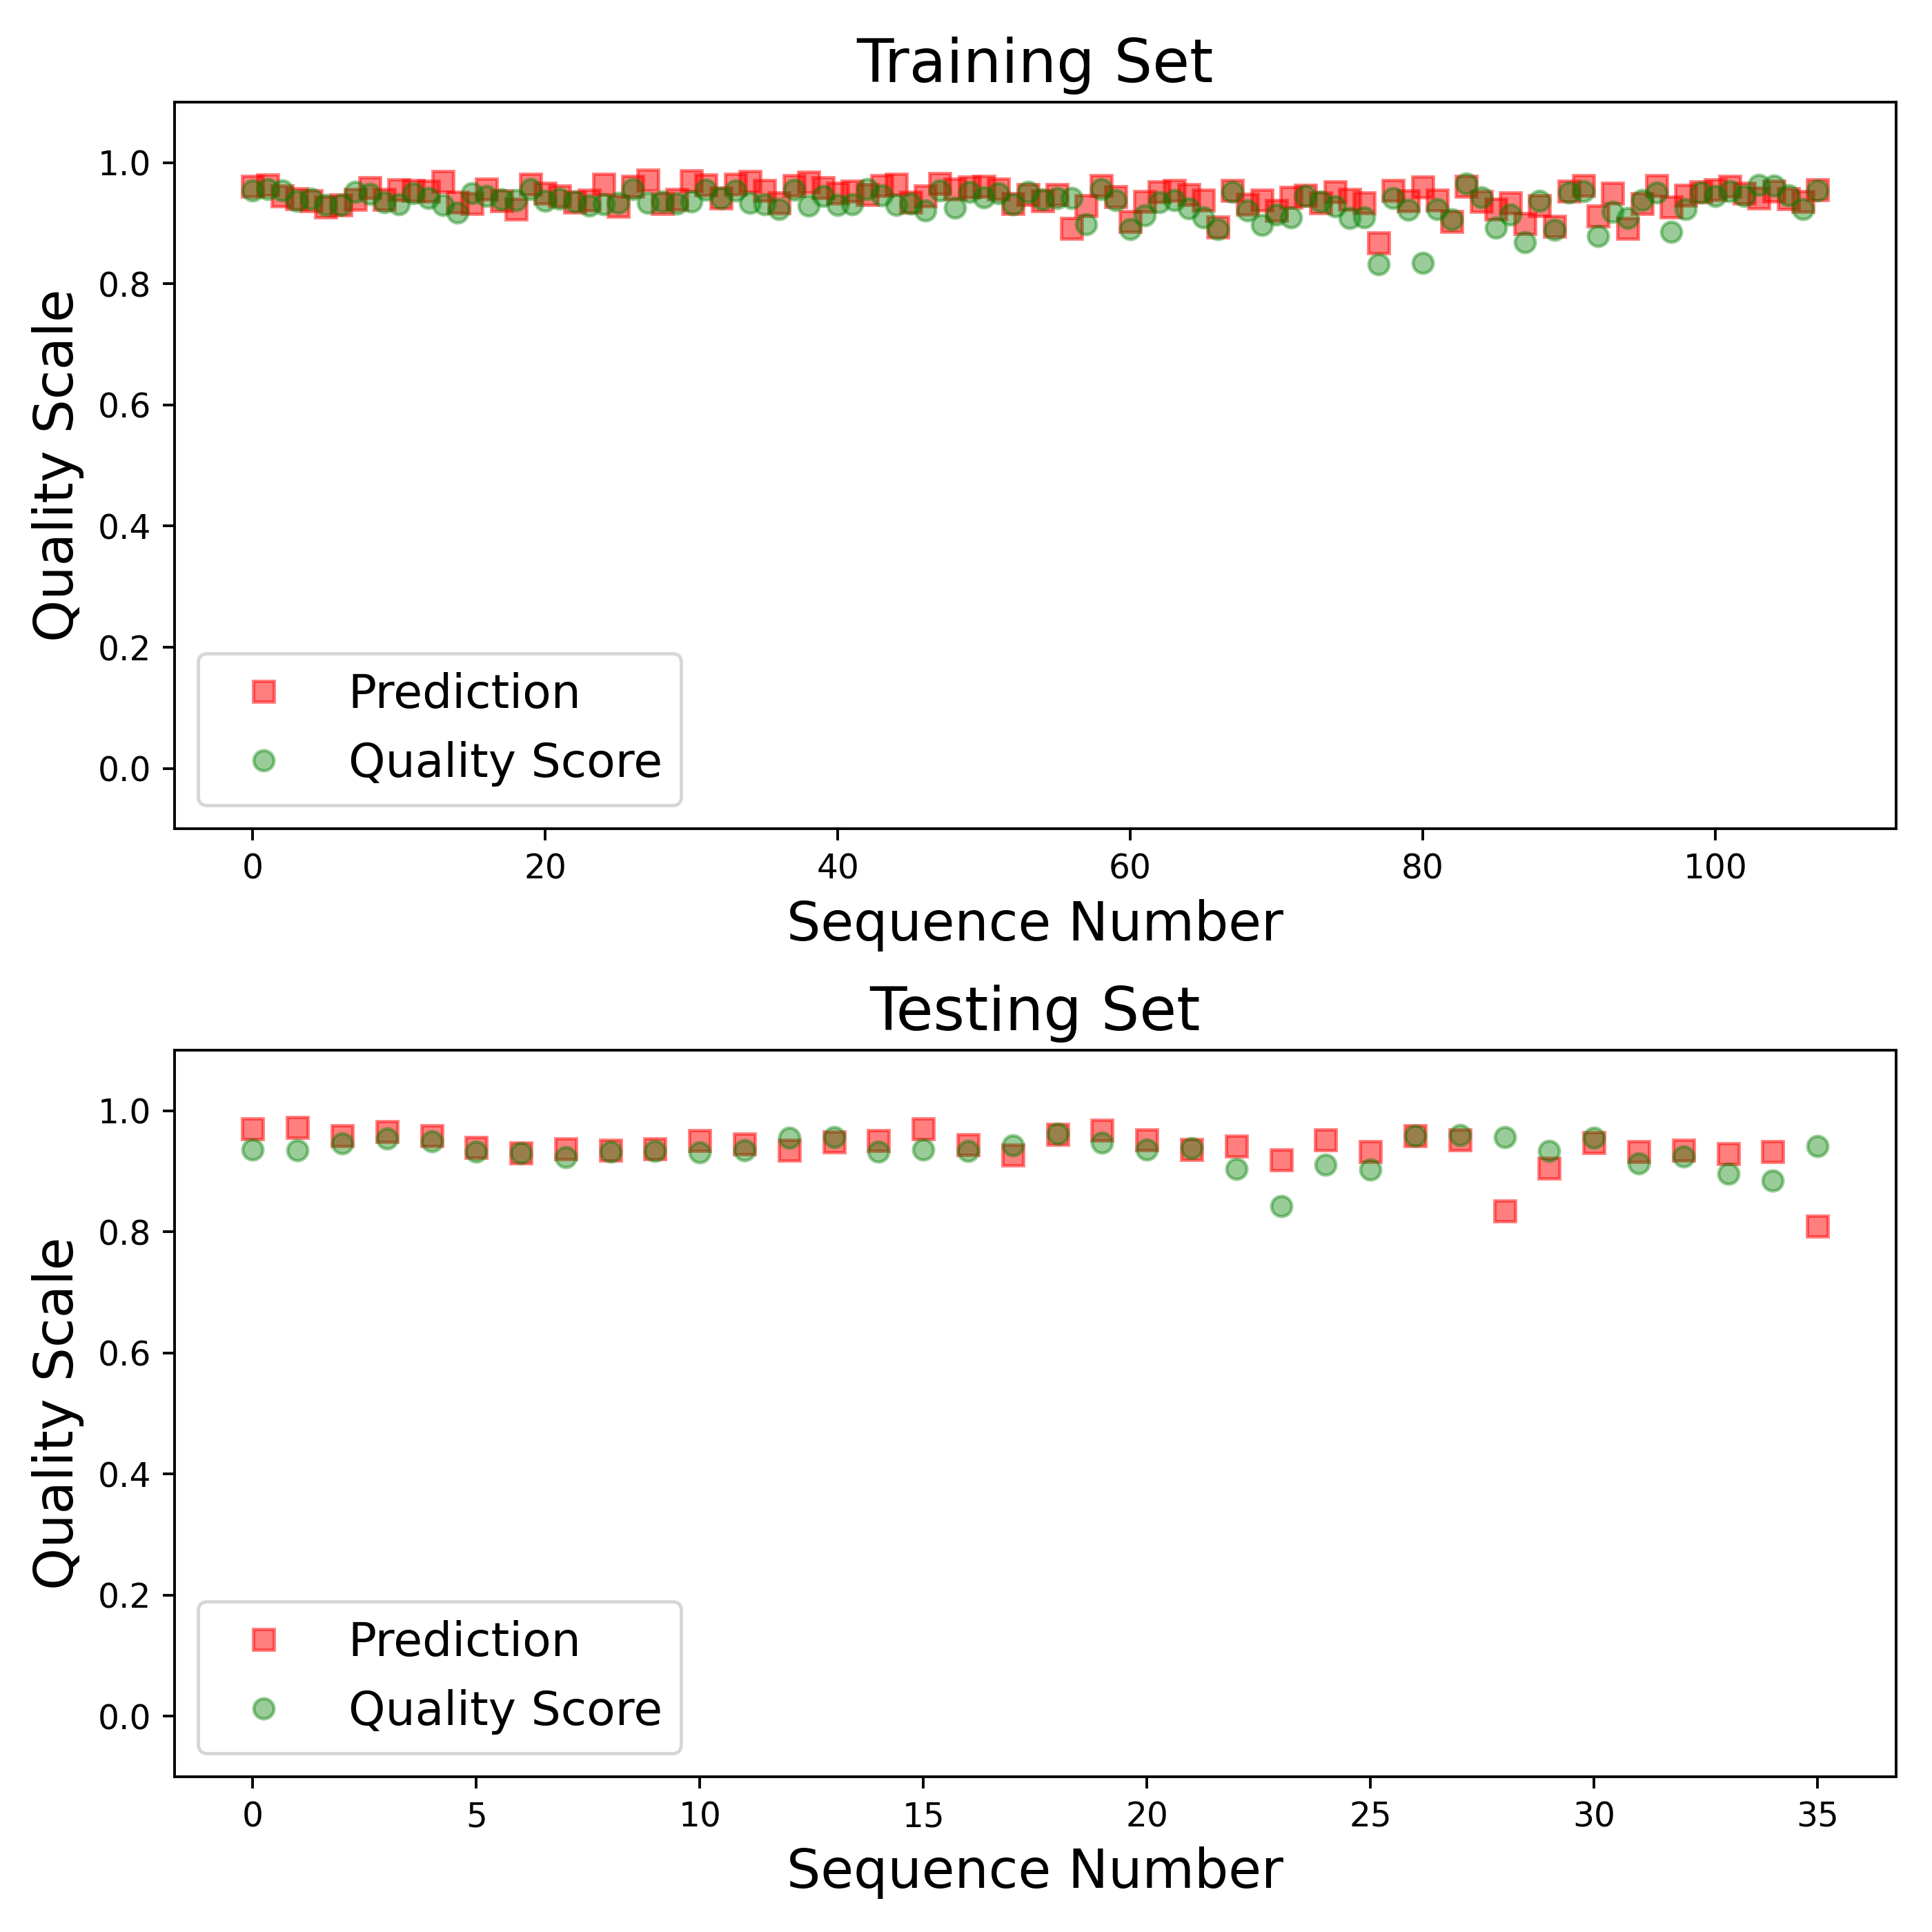 Training Set
Quality Scale
1.0
0.8
0.6
0.4
0.2
0.0
Prediction
Quality Score
0 20 40 60 80 100
Sequence Number
Testing Set
Quality Scale
1.0
0.8
0.6
0.4
0.2
0.0
Prediction
Quality Score
0 5 10 15 20 25 30 35
Sequence Number